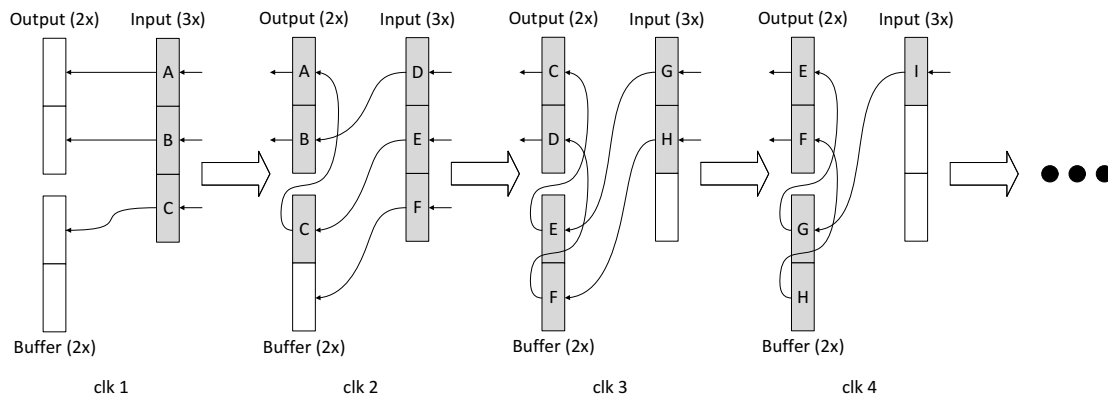 Output (2x) Input (3x) Output (2x) Input (3x) Output (2x) Input (3x) Output (2x) Input (3x)
A A D C G E I
B B E D H F
C C F E G
F H
Buffer (2x) Buffer (2x) Buffer (2x) Buffer (2x)
clk 1 clk 2 clk 3 clk 4